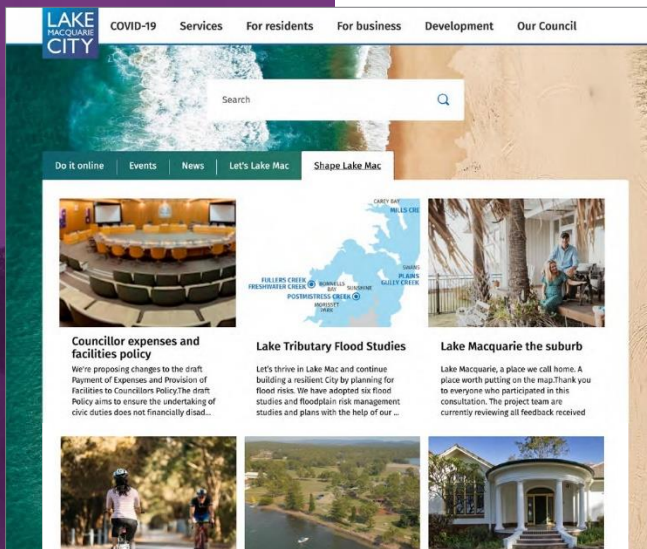 LAKE
MACQUARIE
CITY
COVID-19 Services For residents For business Development Our Council
Search
Do it online Events News Let's Lake Mac Shape Lake Mac
CAREY BAY
MILLS CRE
FULLERS CREEK
FRESHWATER CREEK
BONNELLS
BAY
SUNSHINE
PLAINS
GULLEY CREEK
POSTMISTRESS CREEK
MORISSET
PARK
Councillor expenses and
facilities policy
We're proposing changes to the draft
Payment of Expenses and Provision of
Facilities to Councillors Policy.The draft
Policy aims to ensure the undertaking of
civic duties does not financially disad...
Lake Tributary Flood Studies
Let's thrive in Lake Mac and continue
building a resilient City by planning for
flood risks. We have adopted six flood
studies and floodplain risk management
studies and plans with the help of our ...
Lake Macquarie the suburb
Lake Macquarie, a place we call home. A
place worth putting on the map.Thank you
to everyone who participated in this
consultation. The project team are
currently reviewing all feedback received